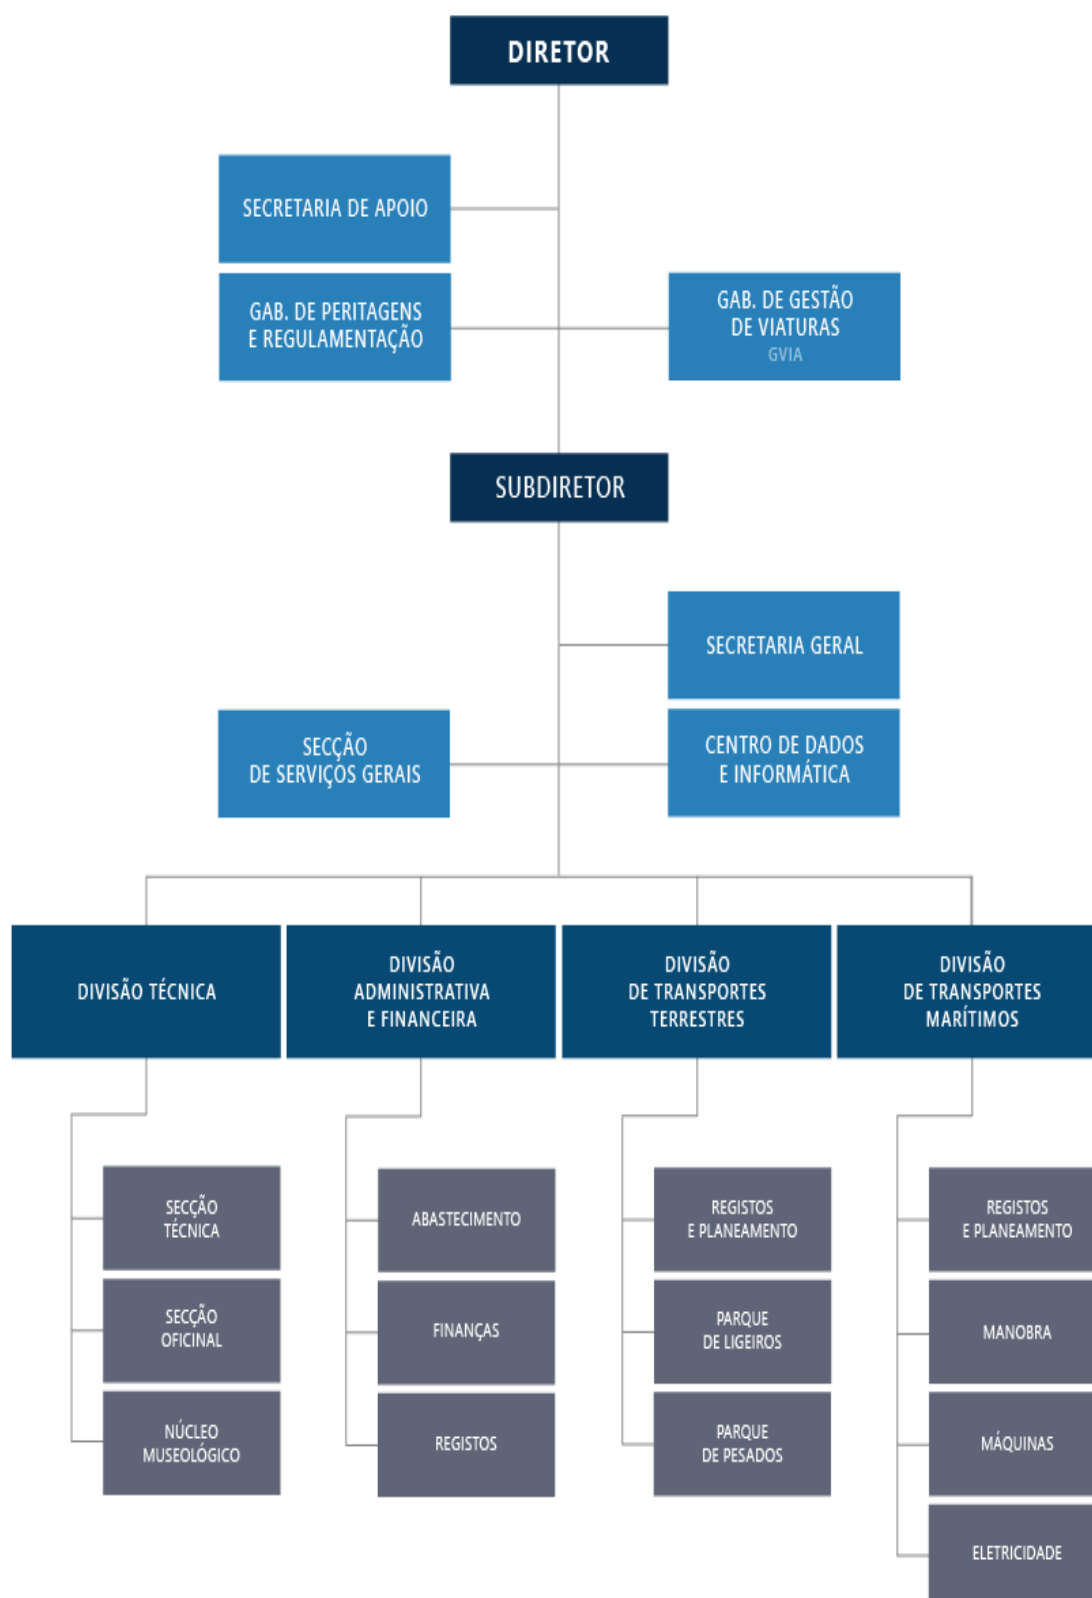 DIRETOR
SECRETARIA DE APOIO
GAB. DE PERITAGENS
E REGULAMENTAÇÃO
GAB. DE GESTÃO
DE VIATURAS
GVIA
SUBDIRETOR
SECRETARIA GERAL
SECÇÃO
DE SERVIÇOS GERAIS
CENTRO DE DADOS
E INFORMÁTICA
DIVISÃO TÉCNICA
DIVISÃO
ADMINISTRATIVA
E FINANCEIRA
DIVISÃO
DE TRANSPORTES
TERRESTRES
DIVISÃO
DE TRANSPORTES
MARÍTIMOS
SECÇÃO
TÉCNICA
SECÇÃO
OFICINAL
NÚCLEO
MUSEOLÓGICO
ABASTECIMENTO
FINANÇAS
REGISTOS
REGISTOS
E PLANEAMENTO
PARQUE
DE LIGEIROS
PARQUE
DE PESADOS
REGISTOS
E PLANEAMENTO
MANOBRA
MÁQUINAS
ELETRICIDADE